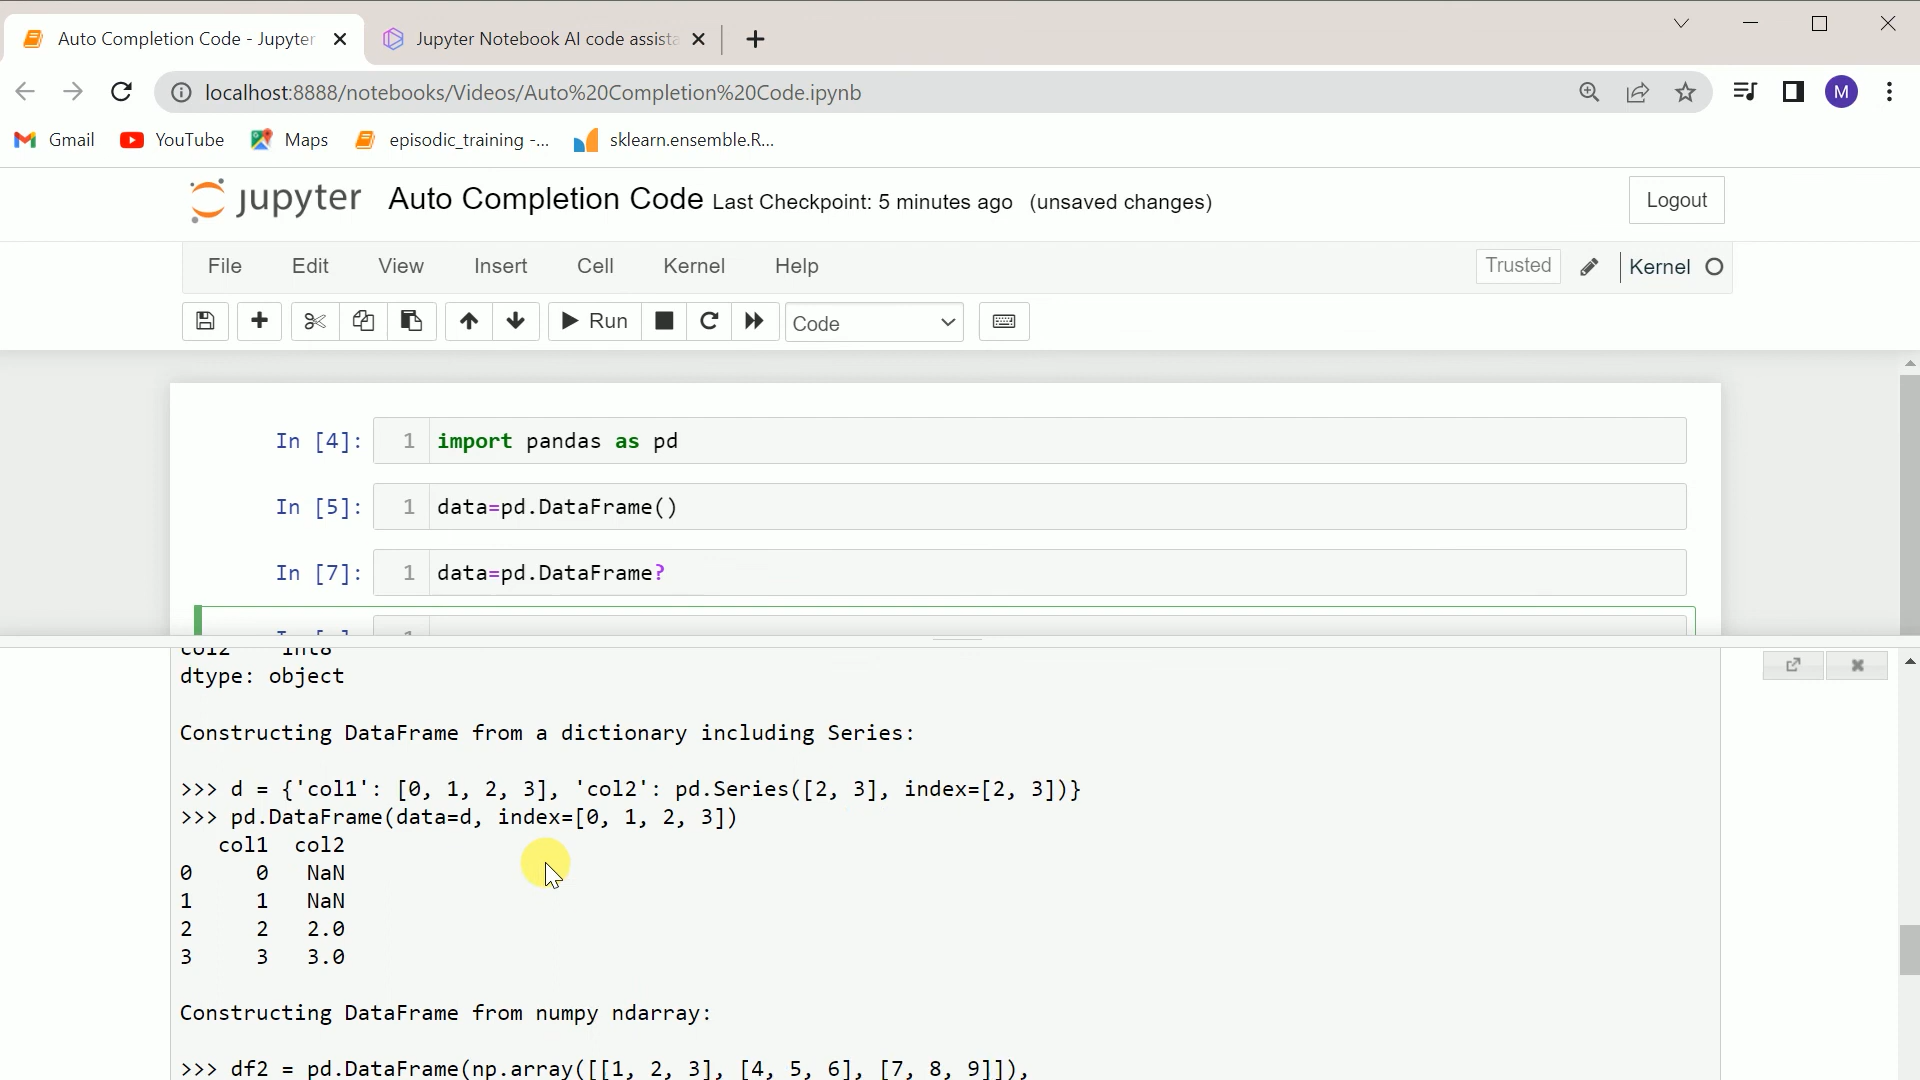 Auto Completion Code - Jupyter
Jupyter Notebook AI code assista
localhost:8888/notebooks/Videos/Auto%20Completion%20Code.ipynb
M
Gmail YouTube Maps episodic_training -... sklearn.ensemble.R...
jupyter Auto Completion Code Last Checkpoint: 5 minutes ago (unsaved changes)
Logout
File Edit View Insert Cell Kernel Help
Trusted Kernel
Run Code
In [4]: 1 import pandas as pd
In [5]: 1 data=pd.DataFrame()
In [7]: 1 data=pd.DataFrame?
In [ ]: 1
col2 int8
dtype: object
Constructing DataFrame from a dictionary including Series:
>>> d = {'col1': [0, 1, 2, 3], 'col2': pd.Series([2, 3], index=[2, 3])}
>>> pd.DataFrame(data=d, index=[0, 1, 2, 3])
col1 col2
0 0 NaN
1 1 NaN
2 2 2.0
3 3 3.0
Constructing DataFrame from numpy ndarray:
>>> df2 = pd.DataFrame(np.array([[1, 2, 3], [4, 5, 6], [7, 8, 9]]),